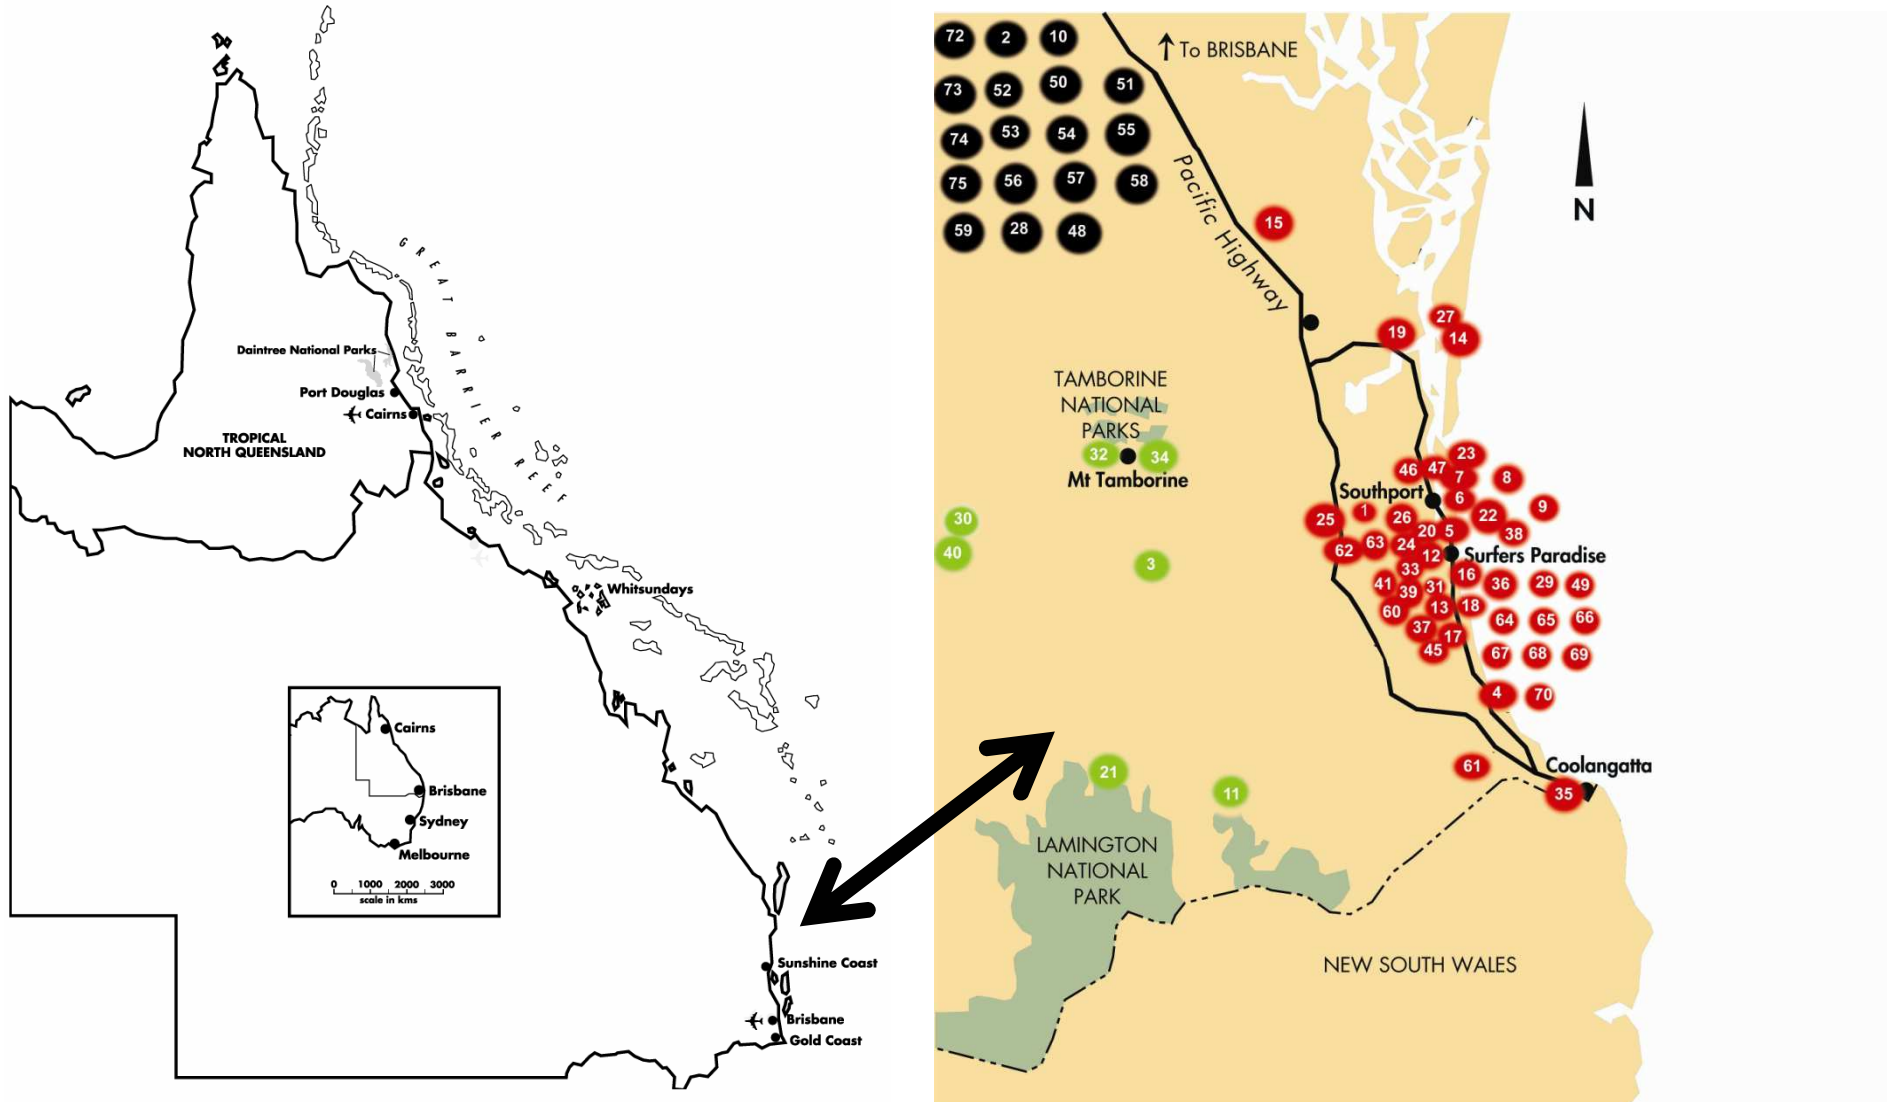 GREAT BARRIER REEF
Daintree National Parks
Port Douglas
Cairns
TROPICAL
NORTH QUEENSLAND
Whitsundays
Cairns
Brisbane
Sydney
Melbourne
0 1000 2000 3000
scale in kms
Sunshine Coast
Brisbane
Gold Coast
72 2 10
To BRISBANE
73 52 50 51
74 53 54 55
75 56 57 58
59 28 48
Pacific Highway
N
15
27
19 14
TAMBORINE
NATIONAL
PARKS
32 34
Mt Tamborine
23
46 47 7 8
Southport 6 9
25 1 26 22
20 5 38
62 63 24 12 Surfers Paradise
30
40
3
33 16
41 39 31 36 29 49
60 13 18
37 17 64 65 66
45 67 68 69
4 70
61 Coolangatta
35
21
11
LAMINGTON
NATIONAL
PARK
NEW SOUTH WALES